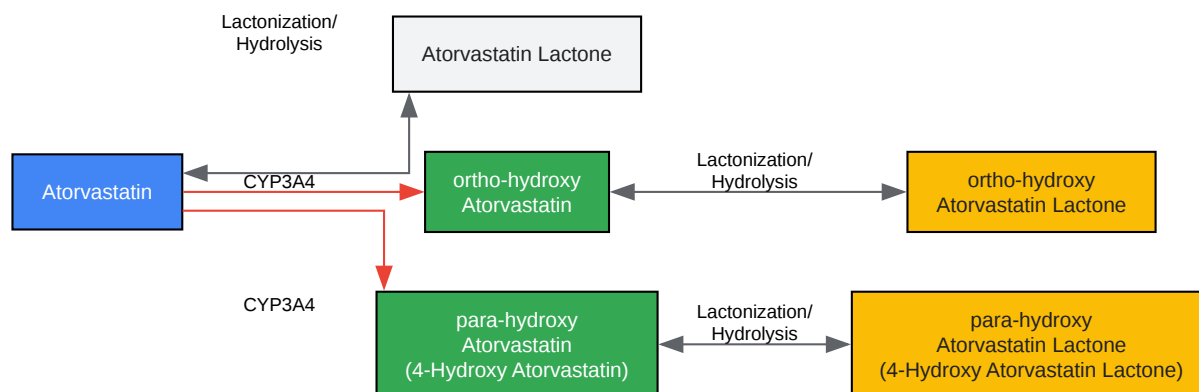 Lactonization/
Hydrolysis
Atorvastatin Lactone
Atorvastatin
CYP3A4
ortho-hydroxy
Atorvastatin
Lactonization/
Hydrolysis
ortho-hydroxy
Atorvastatin Lactone
CYP3A4
para-hydroxy
Atorvastatin
(4-Hydroxy Atorvastatin)
Lactonization/
Hydrolysis
para-hydroxy
Atorvastatin Lactone
(4-Hydroxy Atorvastatin Lactone)